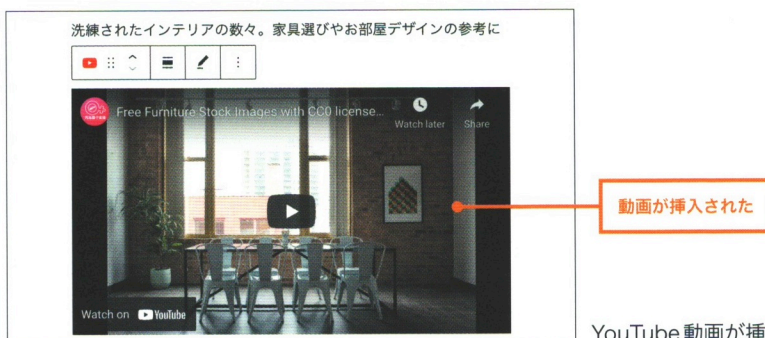 洗練されたインテリアの数々。家具選びやお部屋デザインの参考に
Free Furniture Stock Images with CC0 license...
Watch later
Share
動画が挿入された
Watch on YouTube
YouTube動画が挿